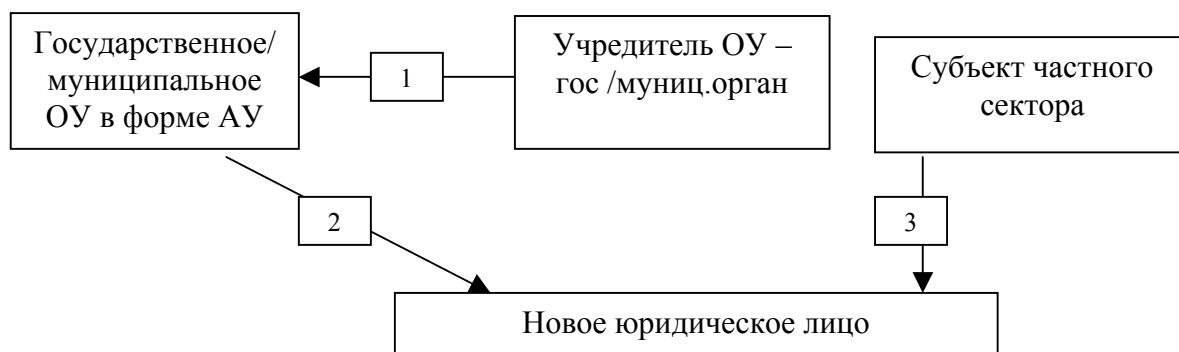 Государственное/
муниципальное
ОУ в форме АУ
1
Учредитель ОУ –
гос /муниц.орган
Субъект частного
сектора
2
3
Новое юридическое лицо